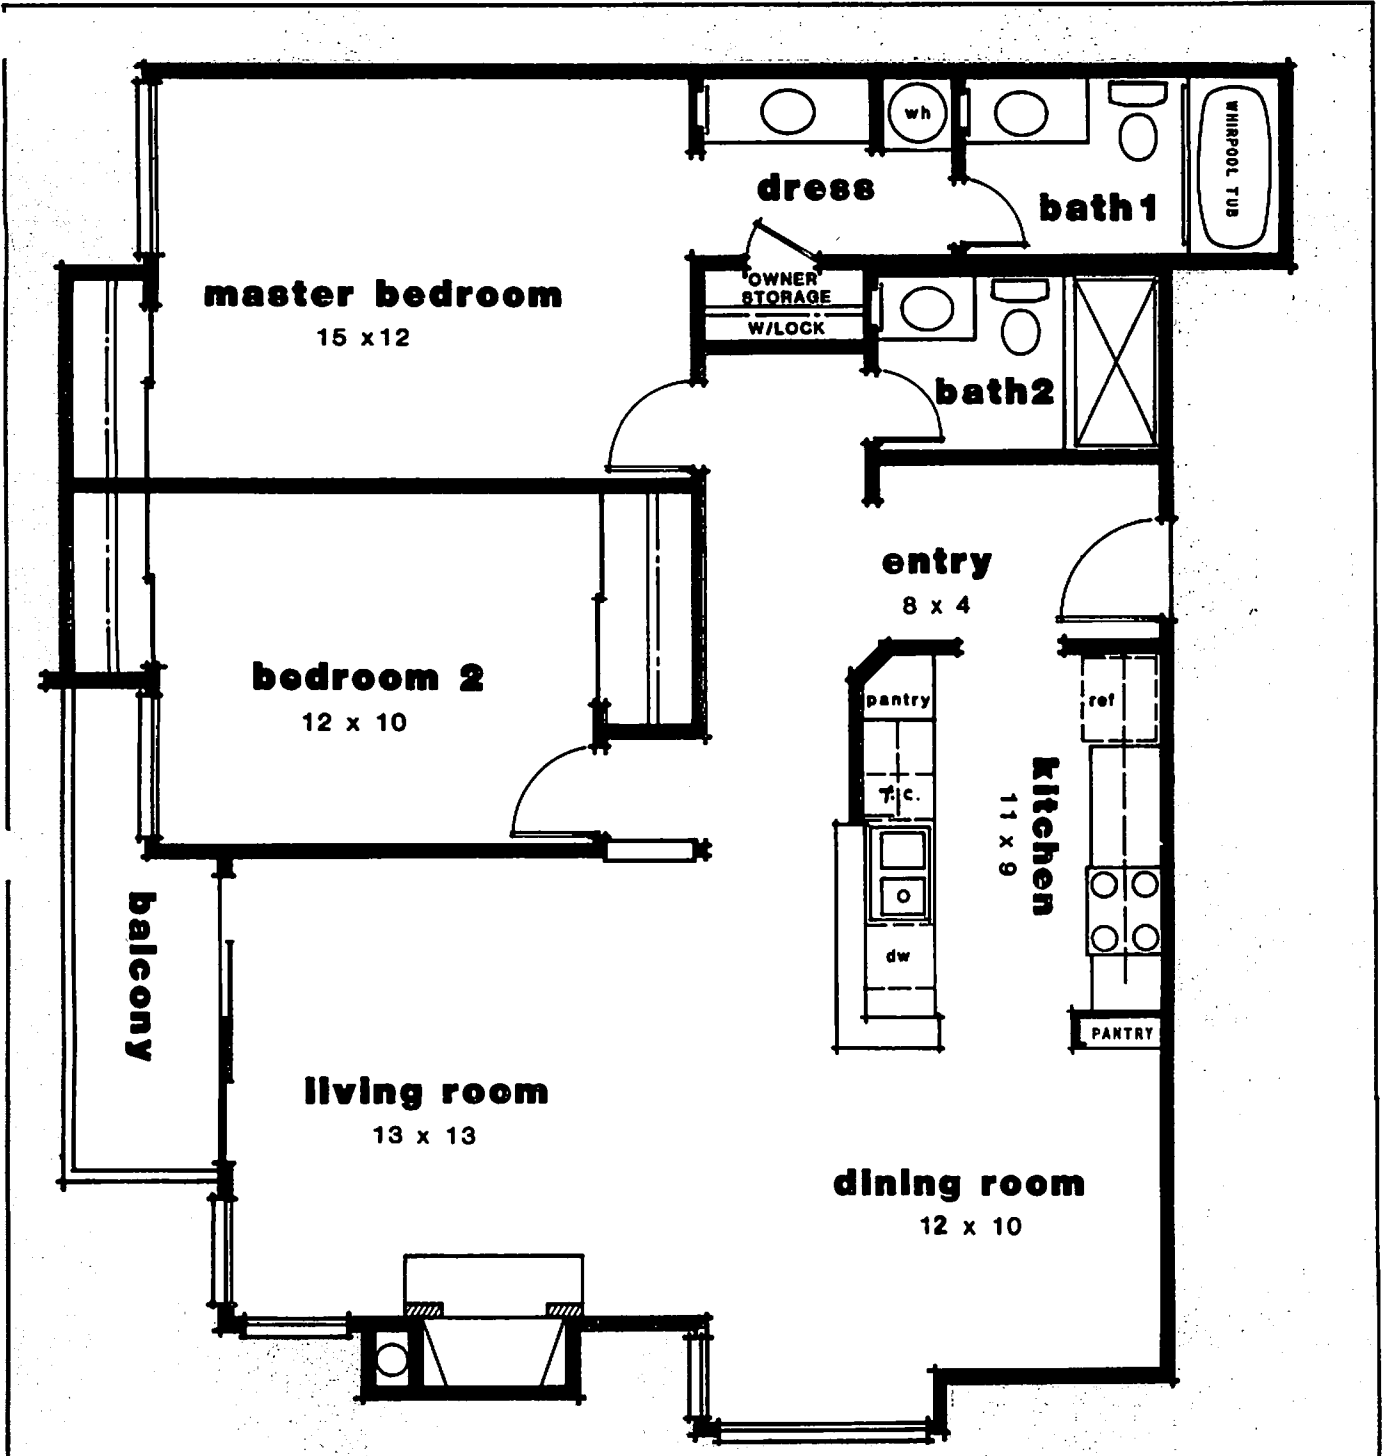 wh
dress
bath1
WHIRPOOL TUB
master bedroom
15 x12
OWNER
STORAGE
W/LOCK
bath2
entry
8 x 4
bedroom 2
12 x 10
pantry
ref
T.C.
kitchen
11 x 9
balcony
dw
PANTRY
living room
13 x 13
dining room
12 x 10